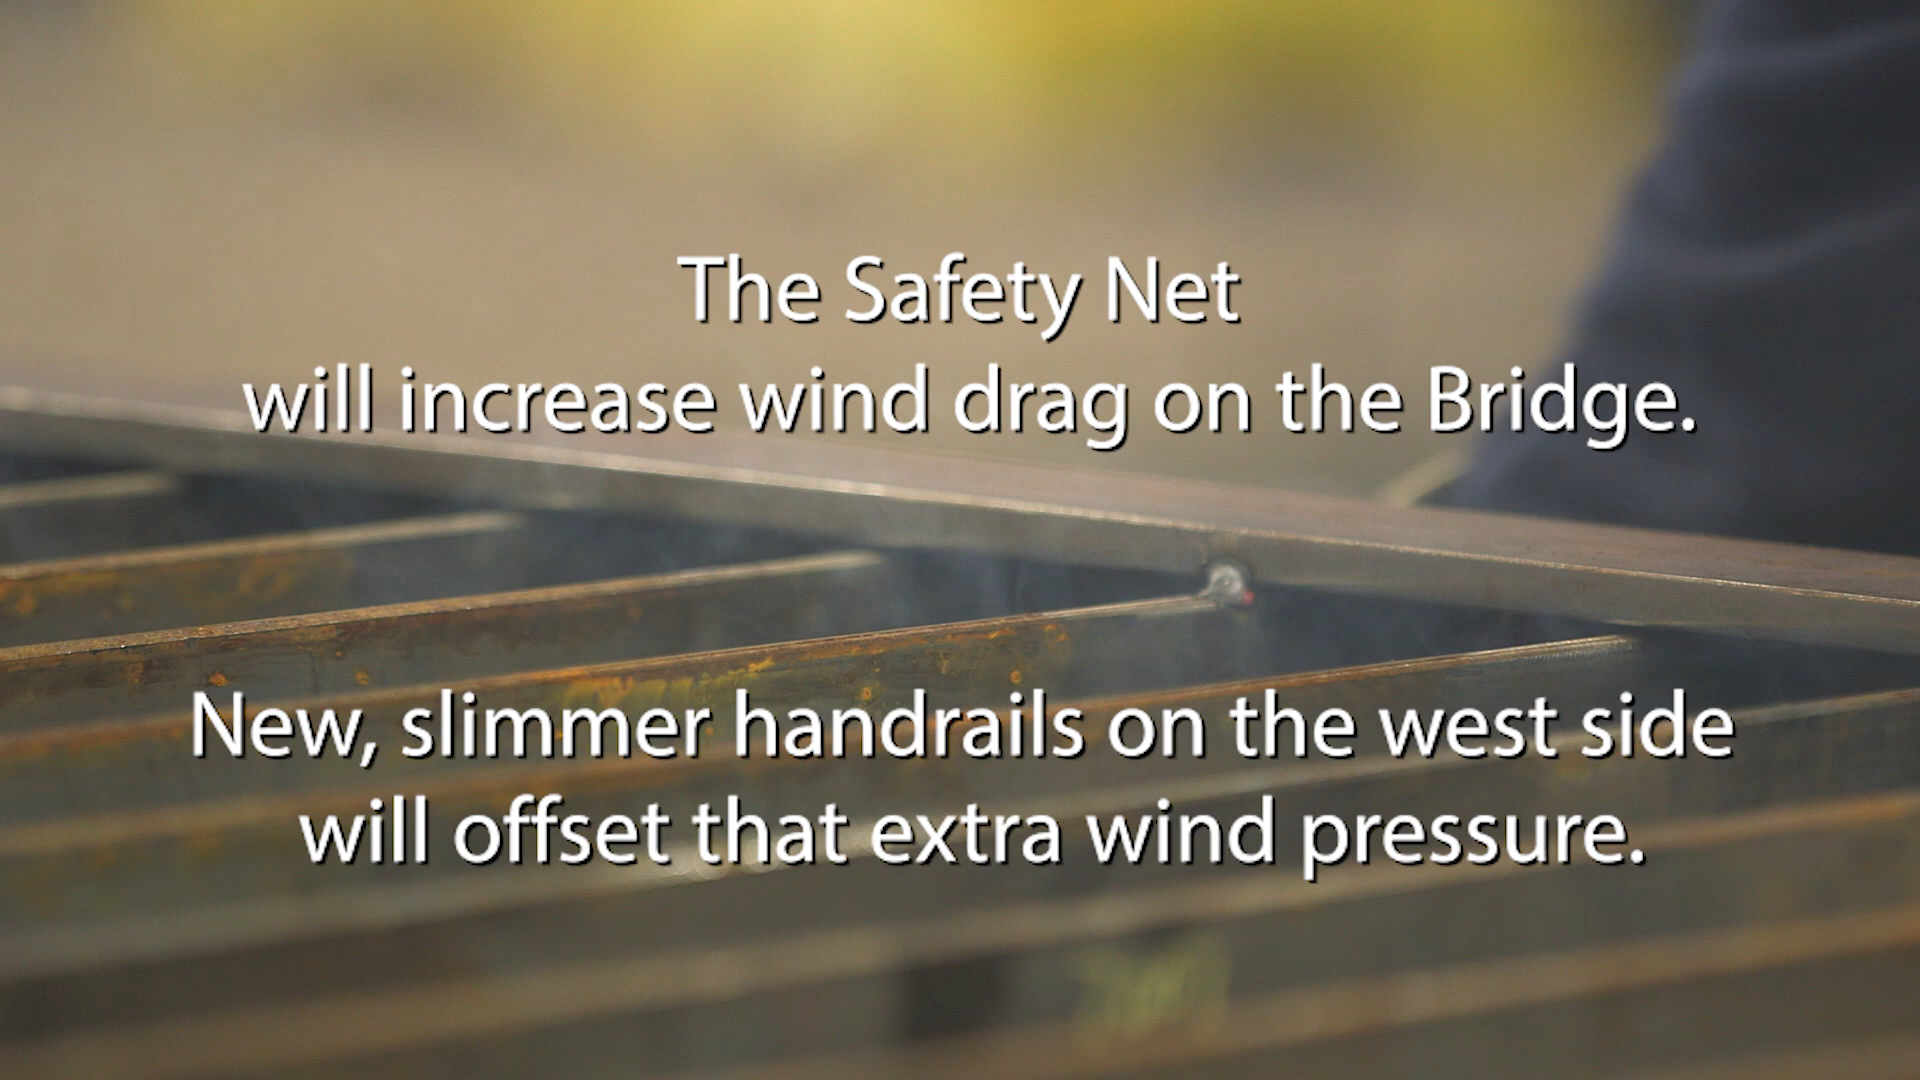 The Safety Net
will increase wind drag on the Bridge.
New, slimmer handrails on the west side
will offset that extra wind pressure.